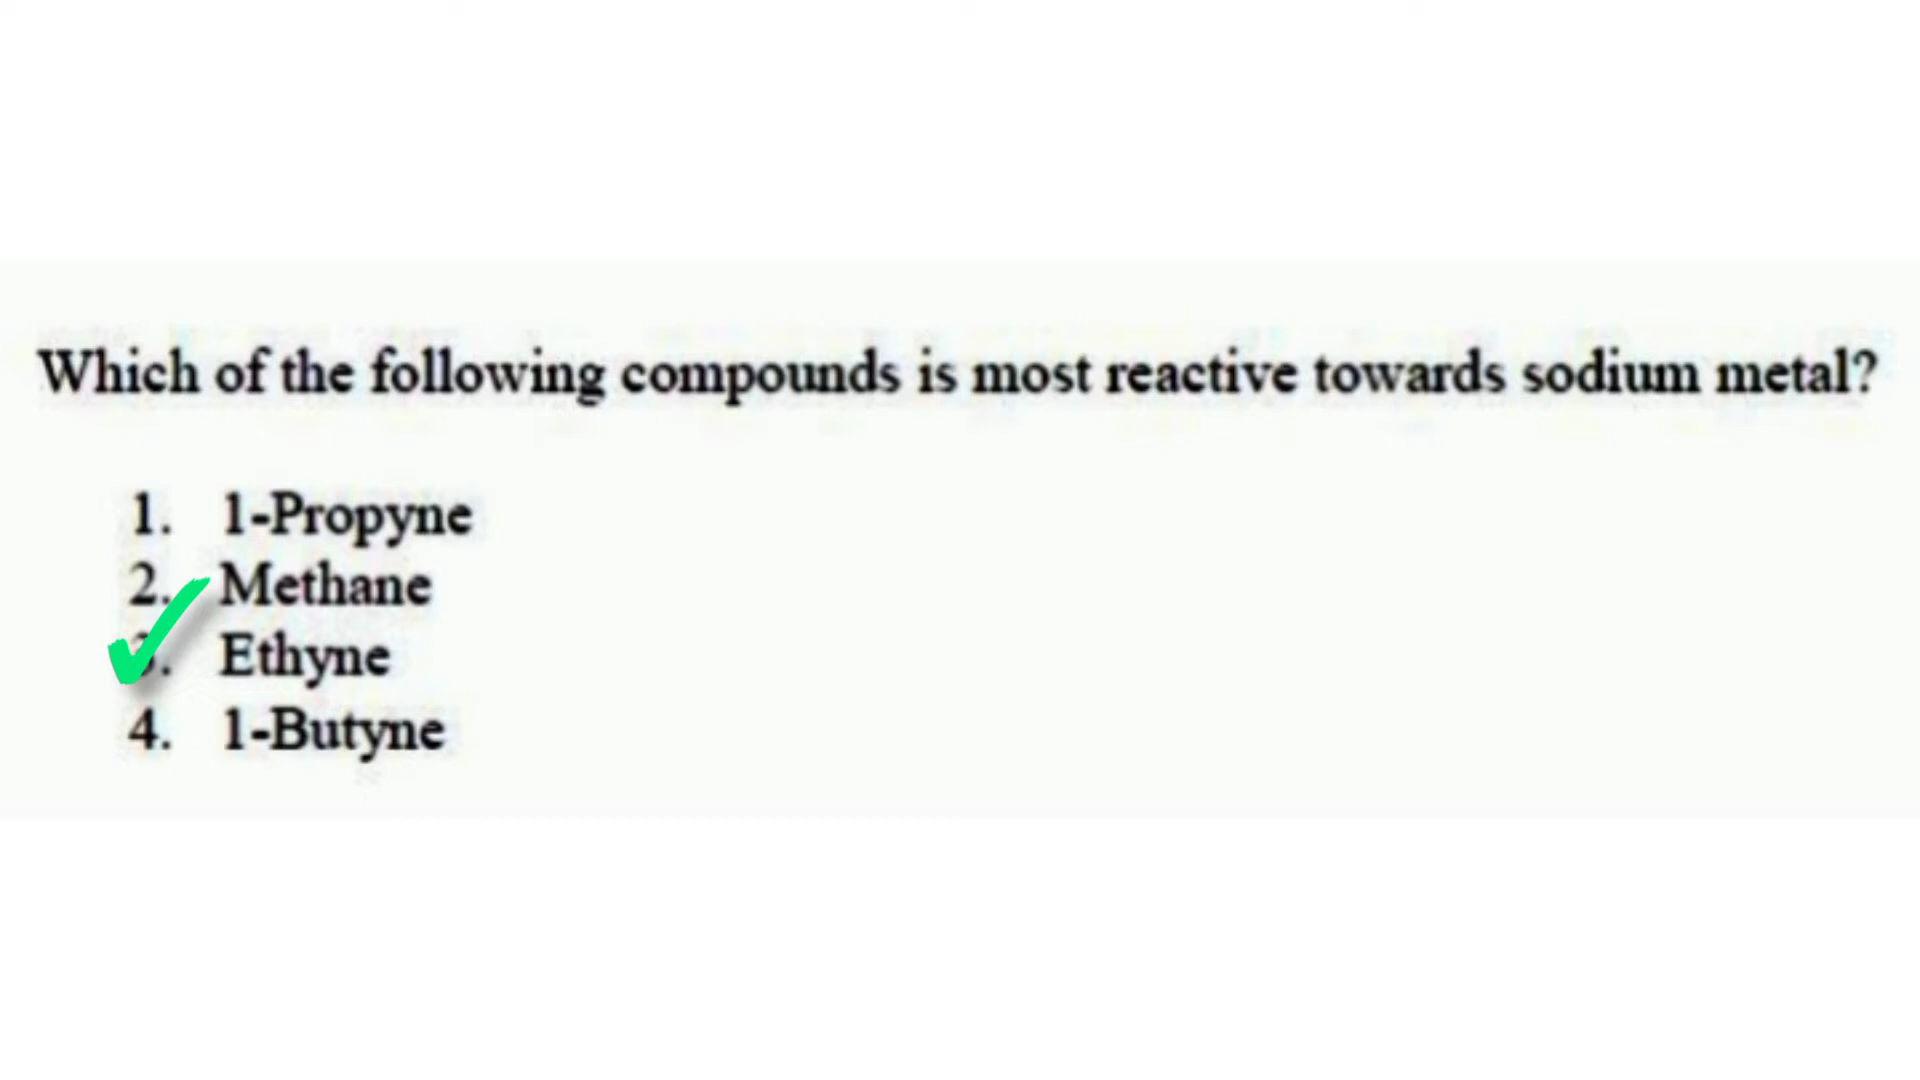 Which of the following compounds is most reactive towards sodium metal?
1. 1-Propyne
2. Methane
3. Ethyne
4. 1-Butyne